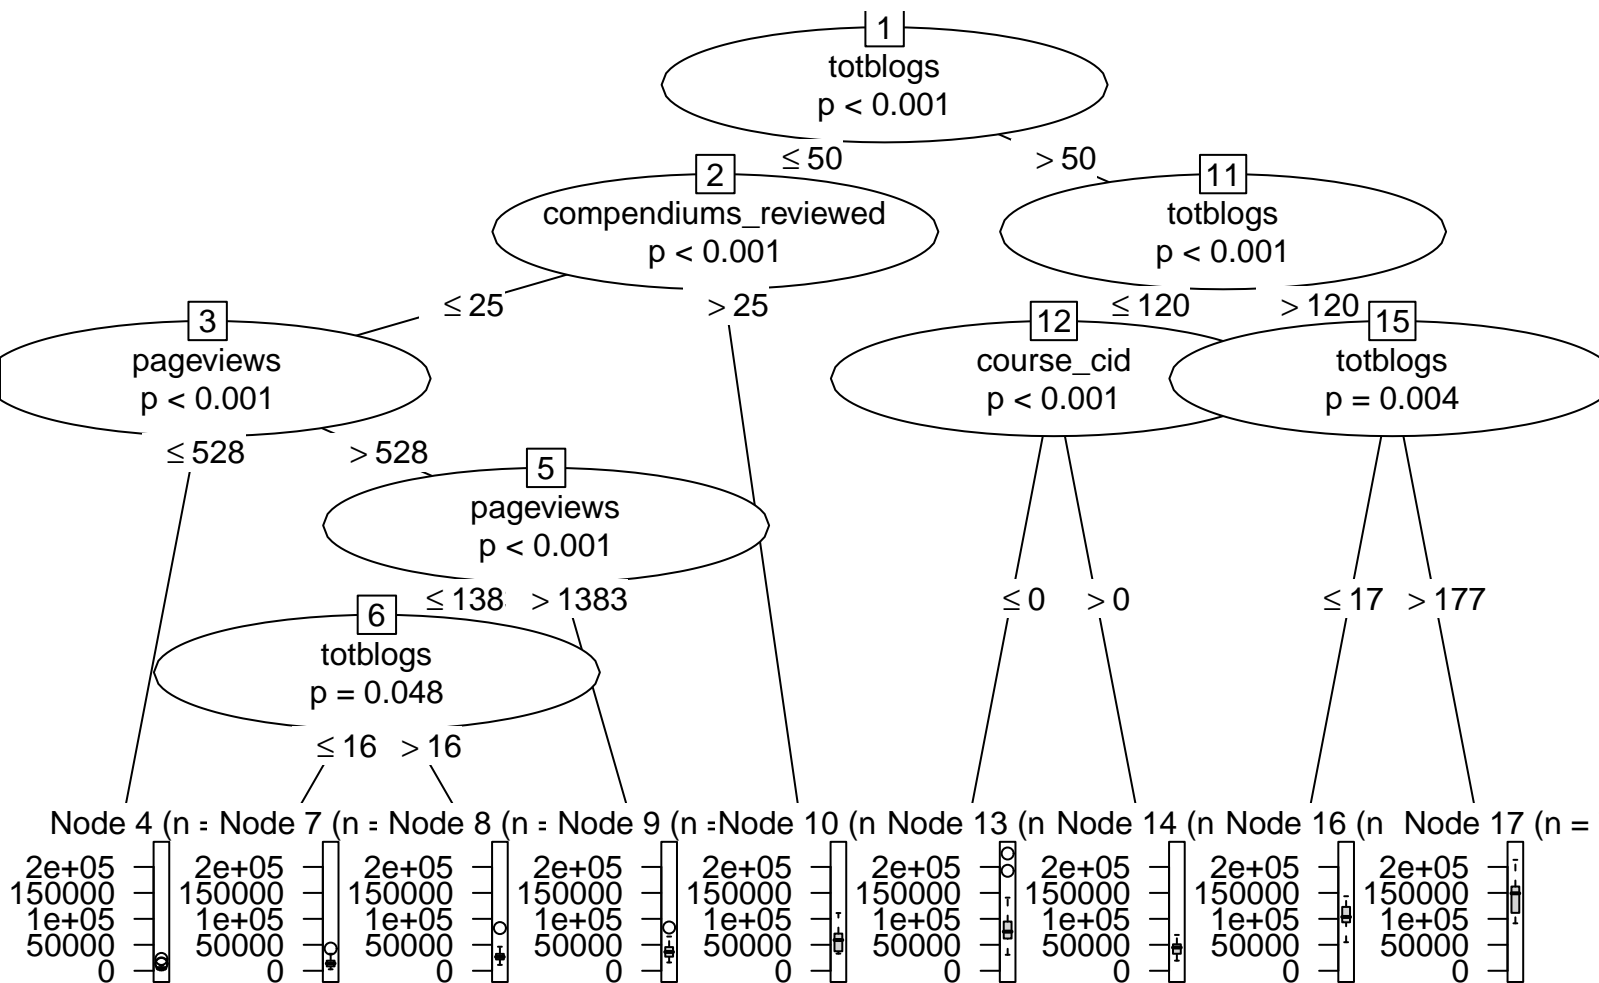 1
totblogs
p < 0.001
≤ 50
> 50
2
compendiums_reviewed
p < 0.001
11
totblogs
p < 0.001
≤ 25
> 25
≤ 120
> 120
3
pageviews
p < 0.001
12
course_cid
p < 0.001
15
totblogs
p = 0.004
≤ 528
> 528
5
pageviews
p < 0.001
≤ 138
> 1383
≤ 0
> 0
≤ 17
> 177
6
totblogs
p = 0.048
≤ 16
> 16
Node 4 (n =
Node 7 (n =
Node 8 (n =
Node 9 (n =
Node 10 (n
Node 13 (n
Node 14 (n
Node 16 (n
Node 17 (n =
2e+05 2e+05 2e+05 2e+05 2e+05 2e+05 2e+05 2e+05 2e+05
150000 150000 150000 150000 150000 150000 150000 150000 150000
1e+05 1e+05 1e+05 1e+05 1e+05 1e+05 1e+05 1e+05 1e+05
50000 50000 50000 50000 50000 50000 50000 50000 50000
0 0 0 0 0 0 0 0 0